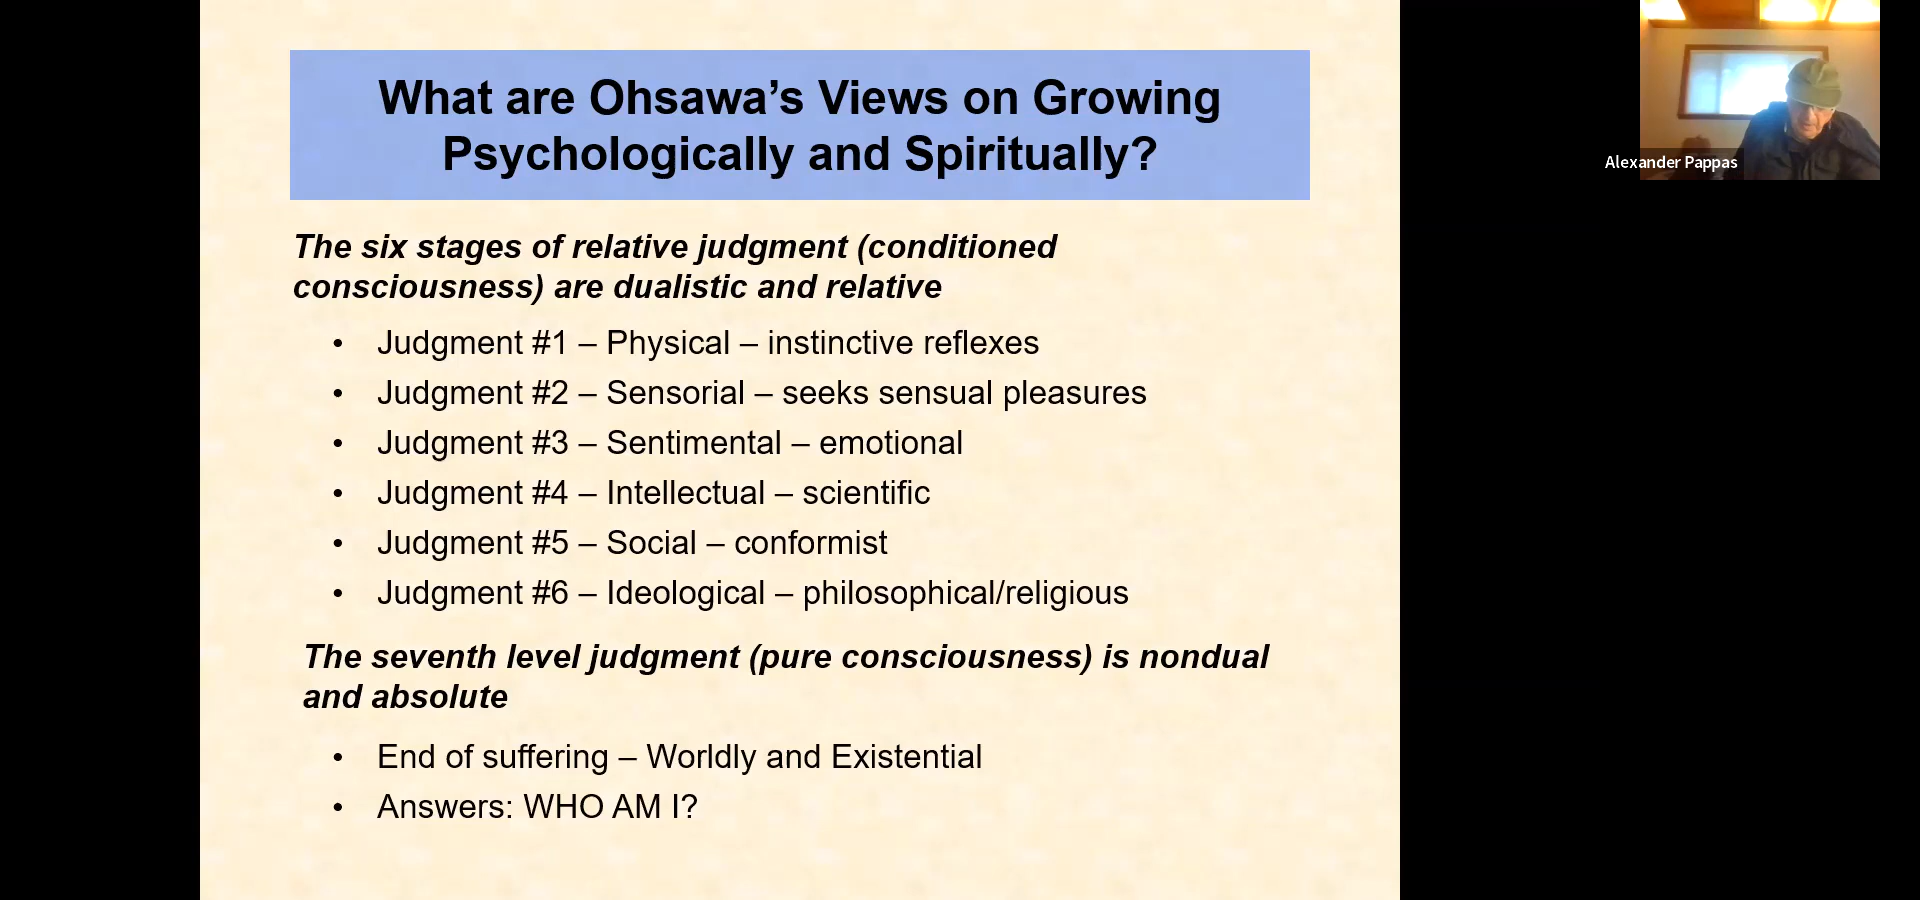 What are Ohsawa’s Views on Growing
Psychologically and Spiritually?
Alexander Pappas
The six stages of relative judgment (conditioned
consciousness) are dualistic and relative
• Judgment #1 – Physical – instinctive reflexes
• Judgment #2 – Sensorial – seeks sensual pleasures
• Judgment #3 – Sentimental – emotional
• Judgment #4 – Intellectual – scientific
• Judgment #5 – Social – conformist
• Judgment #6 – Ideological – philosophical/religious
The seventh level judgment (pure consciousness) is nondual
and absolute
• End of suffering – Worldly and Existential
• Answers: WHO AM I?